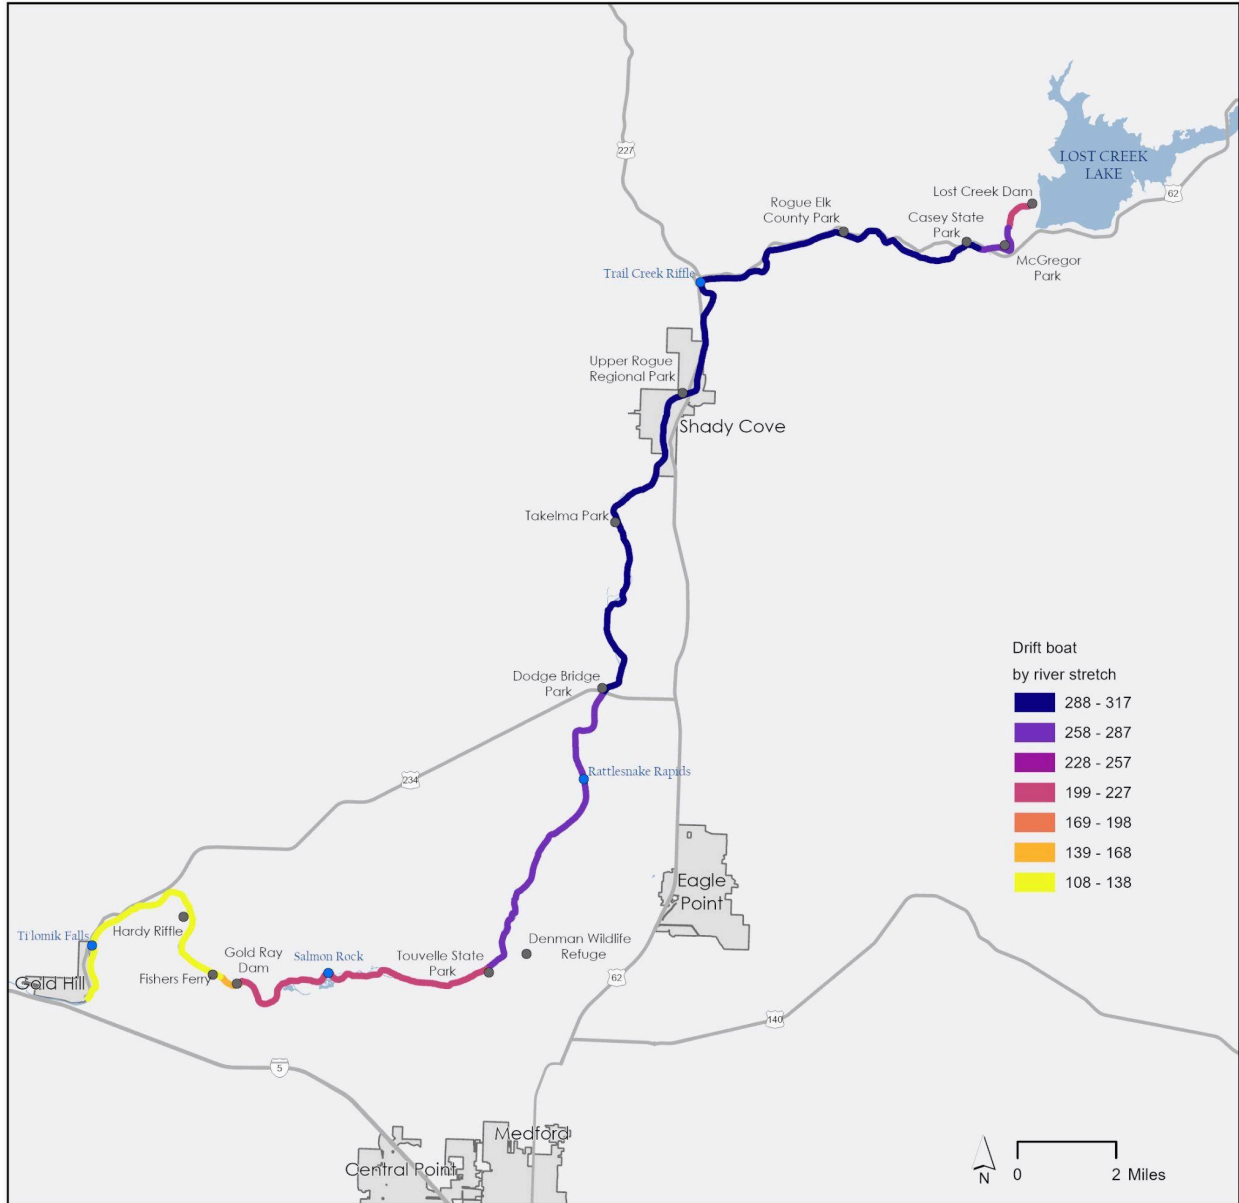 227
LOST CREEK
LAKE
62
Lost Creek Dam
Rogue Elk
County Park
Casey State
Park
McGregor
Park
Trail Creek Riffle
Upper Rogue
Regional Park
Shady Cove
Takelma Park
Dodge Bridge
Park
Drift boat
by river stretch
288 - 317
258 - 287
228 - 257
199 - 227
169 - 198
139 - 168
108 - 138
Rattlesnake Rapids
234
Eagle
Point
Hardy Riffle
Ti'lomik Falls
Gold Ray
Dam
Salmon Rock
Touvelle State
Park
Denman Wildlife
Refuge
Fishers Ferry
Gold Hill
62
140
5
Medford
Central Point
N
0
2 Miles